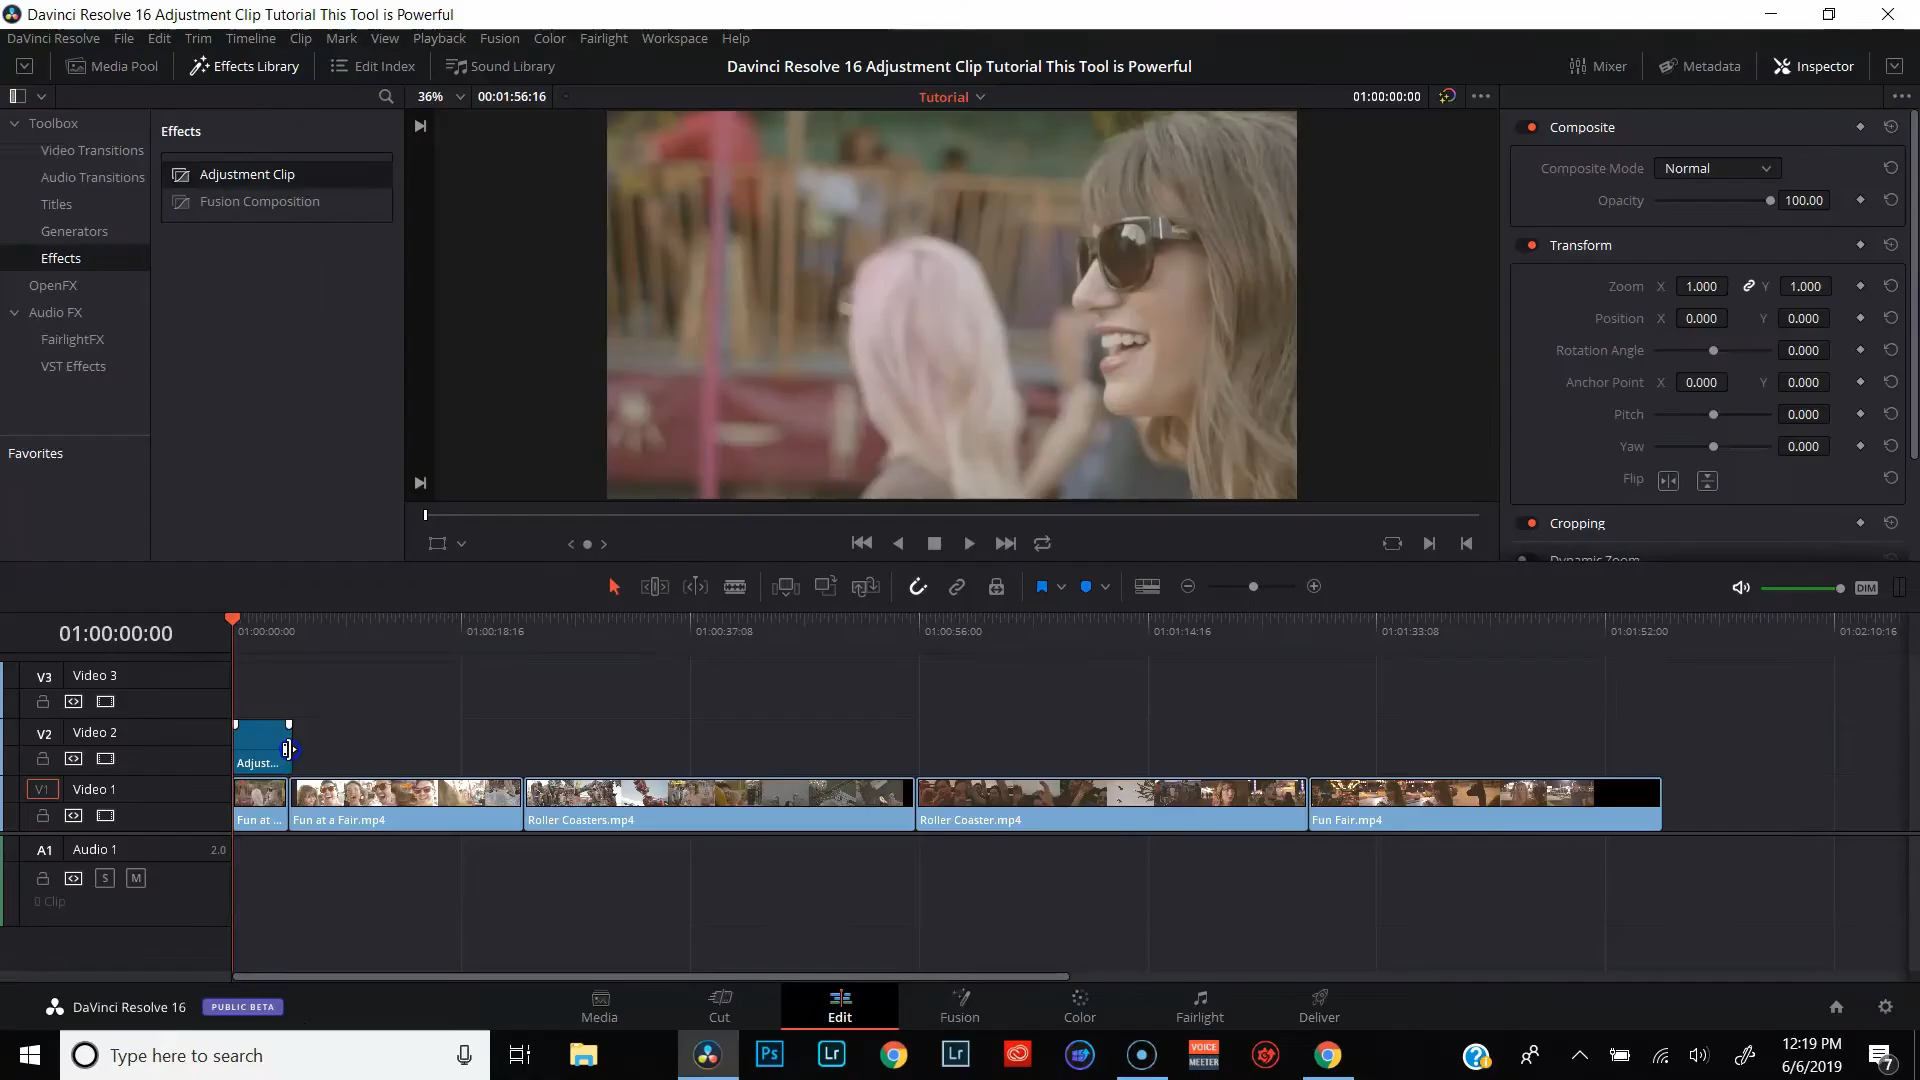 Davinci Resolve 16 Adjustment Clip Tutorial This Tool is Powerful
DaVinci Resolve File Edit Trim Timeline Clip Mark View Playback Fusion Color Fairlight Workspace Help
Media Pool Effects Library Edit Index Sound Library Davinci Resolve 16 Adjustment Clip Tutorial This Tool is Powerful Mixer Metadata Inspector
36% 00:01:56:16 Tutorial 01:00:00:00
Toolbox
Video Transitions
Audio Transitions
Titles
Generators
Effects
OpenFX
Audio FX
FairlightFX
VST Effects
Favorites
Effects
Adjustment Clip
Fusion Composition
Composite
Composite Mode Normal
Opacity 100.00
Transform
Zoom X 1.000 Y 1.000
Position X 0.000 Y 0.000
Rotation Angle 0.000
Anchor Point X 0.000 Y 0.000
Pitch 0.000
Yaw 0.000
Flip
Cropping
Dynamic Zoom
DIM
01:00:00:00
01:00:00:00 01:00:18:16 01:00:37:08 01:00:56:00 01:01:14:16 01:01:33:08 01:01:52:00 01:02:10:16
V3 Video 3
V2 Video 2
Adjust...
V1 Video 1
Fun at ... Fun at a Fair.mp4 Roller Coasters.mp4 Roller Coaster.mp4 Fun Fair.mp4
A1 Audio 1 2.0
S M
0 Clip
DaVinci Resolve 16 PUBLIC BETA
Media Cut Edit Fusion Color Fairlight Deliver
Type here to search
Ps Lr Lr VOICE MEETER
12:19 PM
6/6/2019
7